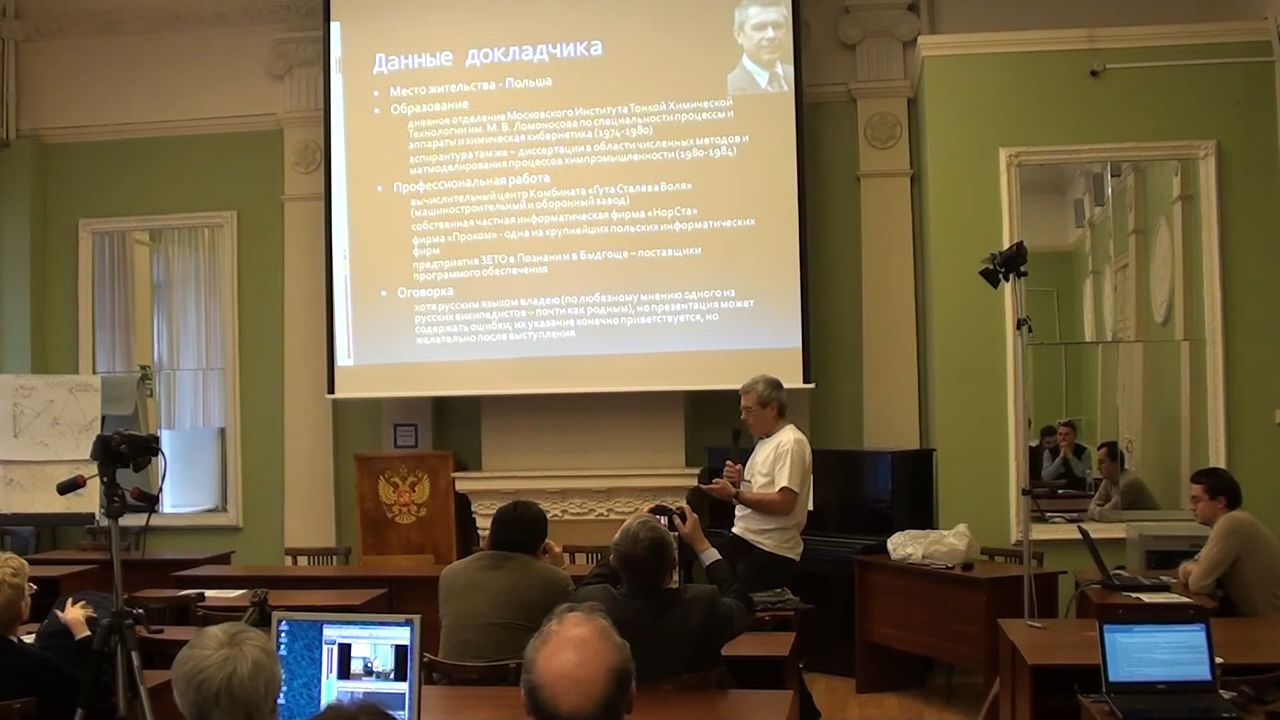 Данные докладчика
Место жительства - Польша
Образование
дневное отделение Московского Института Тонкой Химической
Технологии им. М. В. Ломоносова по специальности процессы и
аппараты и химическая кибернетика (1974-1980)
аспирантура там же – диссертации в области численных методов и
матмоделирования процессов химпромышленности (1980-1984)
Профессиональная работа
вычислительный центр Комбината «Гута Сталёва Воля»
(машиностроительный и оборонный завод)
собственная частная информатическая фирма «НорСта»
фирма «Проком» - одна из крупнейших польских информатических
фирм
предприятия ЗЕТО в Познани и в Быдгоще – поставщики
программого обеспечения
Оговорка
хотя русским языком владею (по любезному мнению одного из
русских википедистов – почти как родным), но презентация может
содержать ошибки; их указание конечно приветствуется, но
желательно после выступления